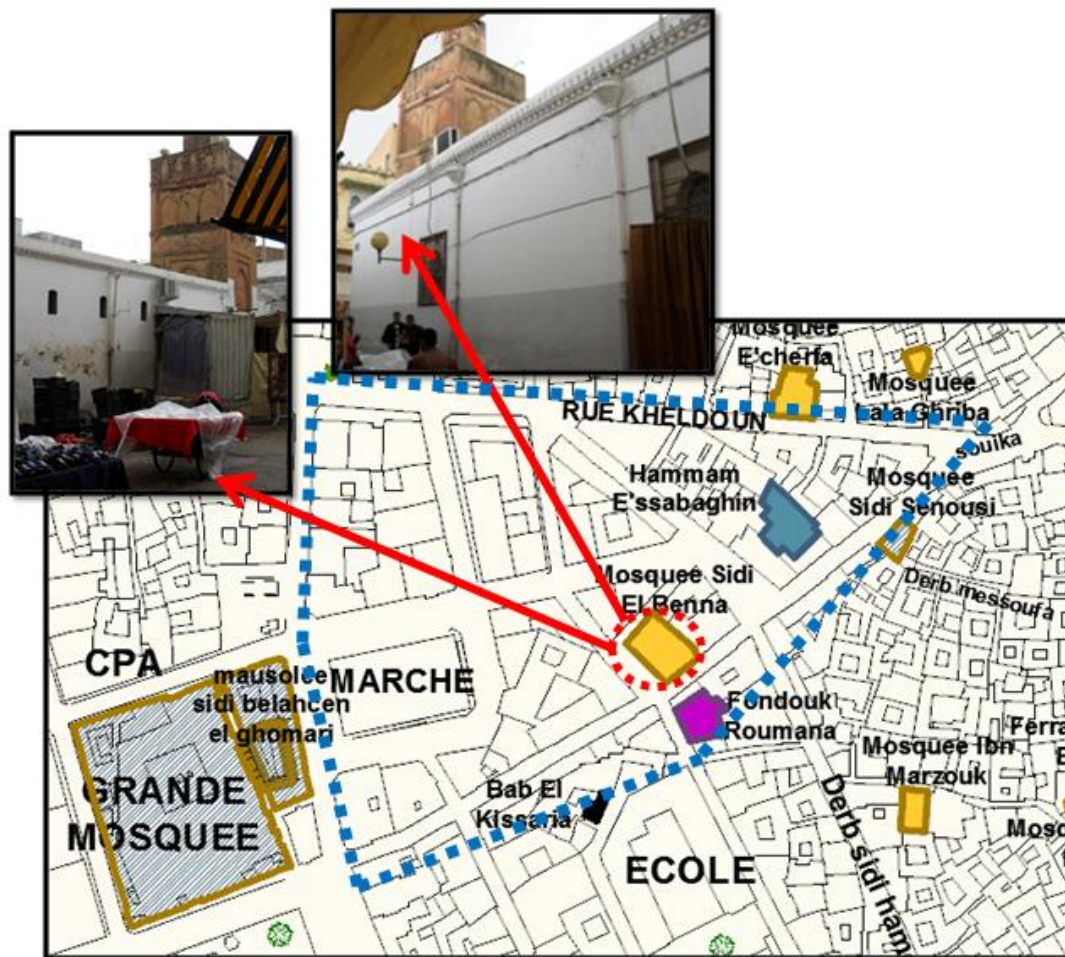 Mosquee
E'cherfa
Mosquee
Lala Ghriba
RUE KHELDOUN
souika
Hammam
E'ssabaghin
Mosquee
Sidi Senousi
Derb messoufa
Mosquee Sidi
El Benna
CPA
mausolee
sidi belahcen
el ghomari
MARCHE
GRANDE
MOSQUEE
Fondouk
Roumana
Mosquee Ibn
Marzouk
Bab El
Kissaria
ECOLE
Derb sidi ham
Ferra
E
Mosq